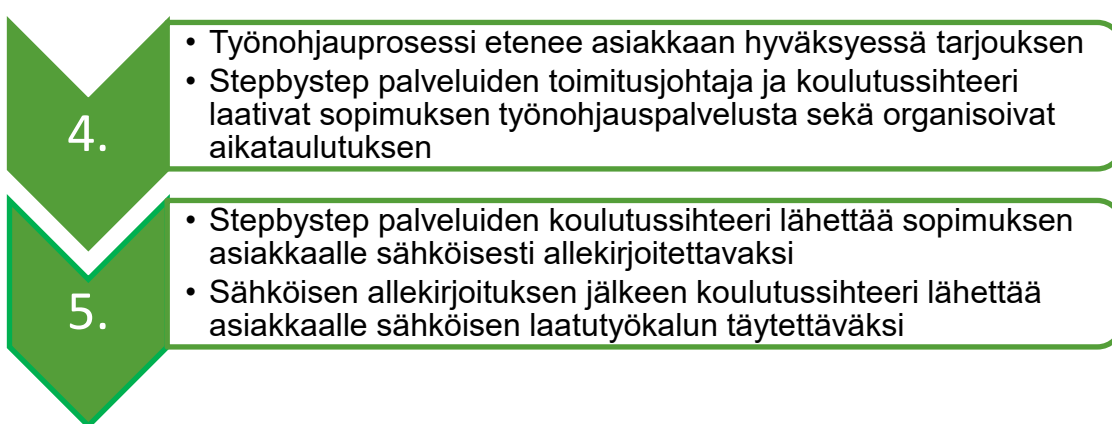 4.
• Työnohjauprosessi etenee asiakkaan hyväksyessä tarjouksen
• Stepbystep palveluiden toimitusjohtaja ja koulutussihteeri
laativat sopimuksen työnohjauspalvelusta sekä organisoivat
aikataulutuksen
5.
• Stepbystep palveluiden koulutussihteeri lähettää sopimuksen
asiakkaalle sähköisesti allekirjoitettavaksi
• Sähköisen allekirjoituksen jälkeen koulutussihteeri lähettää
asiakkaalle sähköisen laatutyökalun täytettäväksi